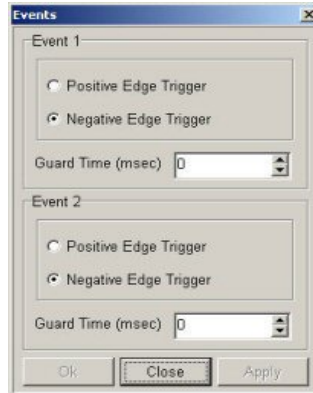 Events
Event 1
Positive Edge Trigger
Negative Edge Trigger
Guard Time (msec) 0
Event 2
Positive Edge Trigger
Negative Edge Trigger
Guard Time (msec) 0
Ok Close Apply